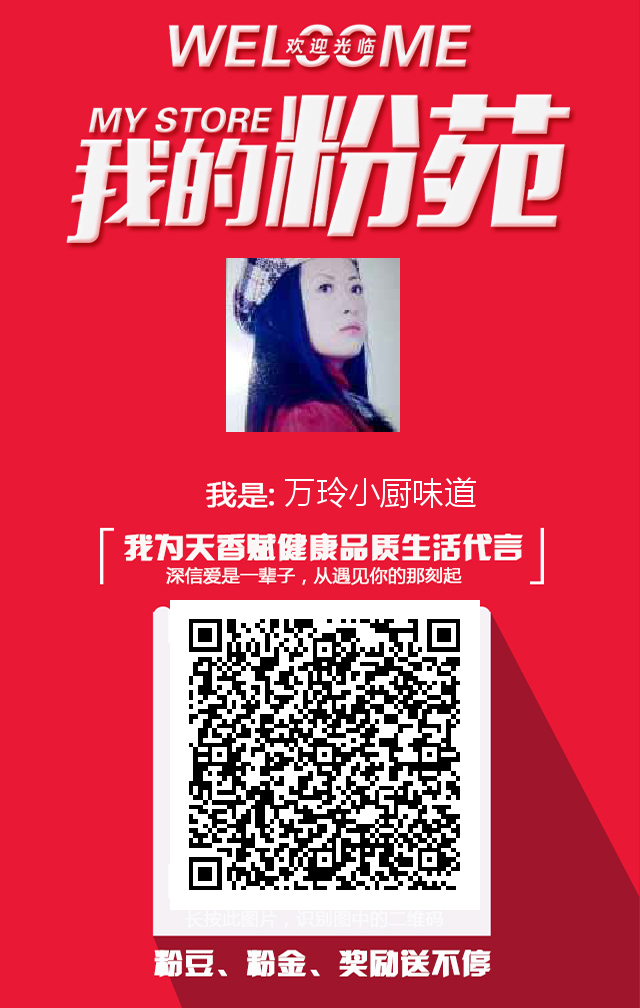 WELCOME
欢迎光临
MY STORE
我的粉苑
我是: 万玲小厨味道
我为天香赋健康品质生活代言
深信爱是一辈子，从遇见你的那刻起
长按此图片，识别图中的二维码
粉豆、粉金、奖励送不停